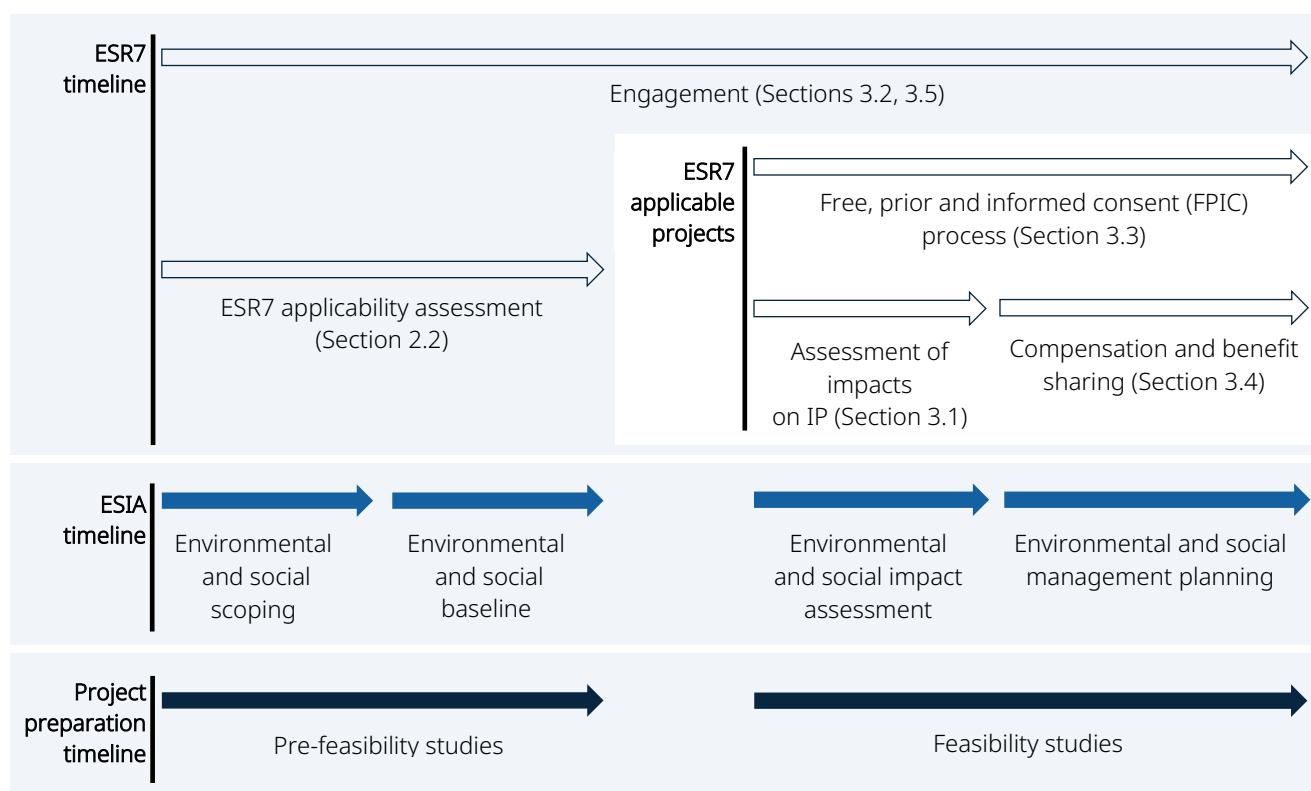 ESR7
timeline
Engagement (Sections 3.2, 3.5)
ESR7
applicable
projects
Free, prior and informed consent (FPIC)
process (Section 3.3)
ESR7 applicability assessment
(Section 2.2)
Assessment of
impacts
on IP (Section 3.1)
Compensation and benefit
sharing (Section 3.4)
ESIA
timeline
Environmental
and social
scoping
Environmental
and social
baseline
Environmental
and social impact
assessment
Environmental and social
management planning
Project
preparation
timeline
Pre-feasibility studies
Feasibility studies